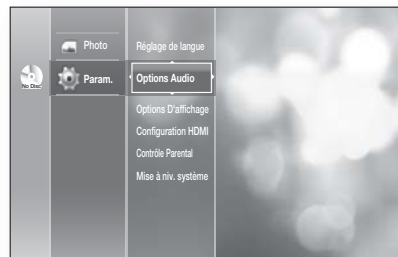 Photo
Réglage de langue
No Disc
Param.
Options Audio
Options D'affichage
Configuration HDMI
Contrôle Parental
Mise à niv. système